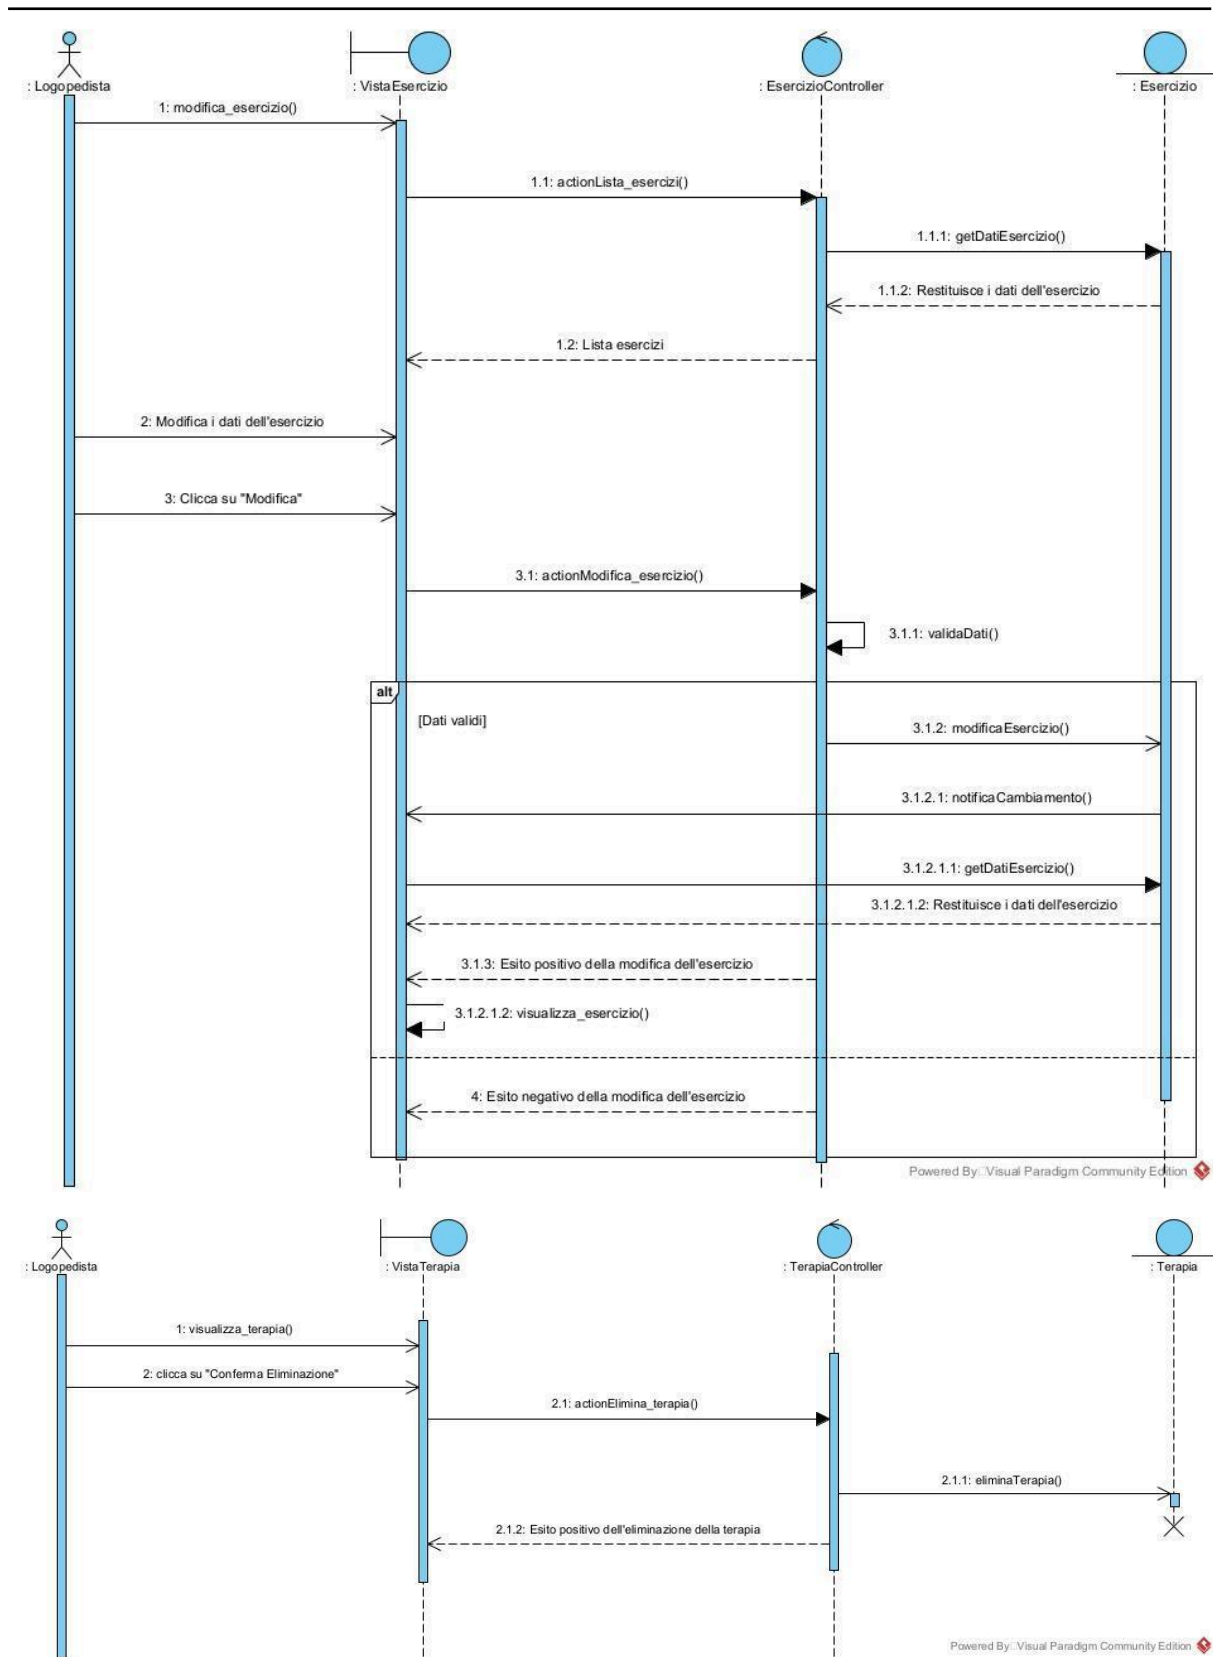 : Logopedista
: VistaEsercizio
: EsercizioController
: Esercizio
1: modifica_esercizio()
1.1: actionLista_esercizi()
1.1.1: getDatiEsercizio()
1.1.2: Restituisce i dati dell'esercizio
1.2: Lista esercizi
2: Modifica i dati dell'esercizio
3: Clicca su "Modifica"
3.1: actionModifica_esercizio()
3.1.1: validaDati()
alt
[Dati validi]
3.1.2: modificaEsercizio()
3.1.2.1: notificaCambiamento()
3.1.2.1.1: getDatiEsercizio()
3.1.2.1.2: Restituisce i dati dell'esercizio
3.1.3: Esito positivo della modifica dell'esercizio
3.1.2.1.2: visualizza_esercizio()
4: Esito negativo della modifica dell'esercizio
Powered By Visual Paradigm Community Edition
: Logopedista
: VistaTerapia
: TerapiaController
: Terapia
1: visualizza_terapia()
2: clicca su "Conferma Eliminazione"
2.1: actionElimina_terapia()
2.1.1: eliminaTerapia()
2.1.2: Esito positivo dell'eliminazione della terapia
Powered By Visual Paradigm Community Edition